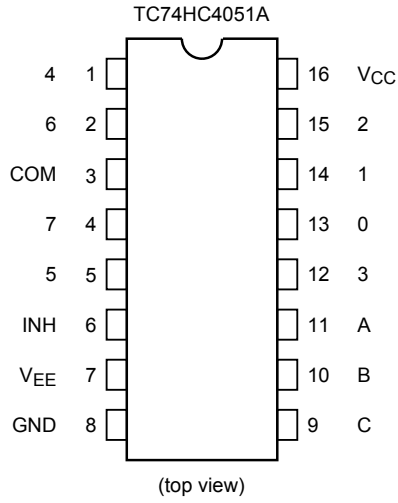 TC74HC4051A
4 1 16 VCC
6 2 15 2
COM 3 14 1
7 4 13 0
5 5 12 3
INH 6 11 A
VEE 7 10 B
GND 8 9 C
(top view)